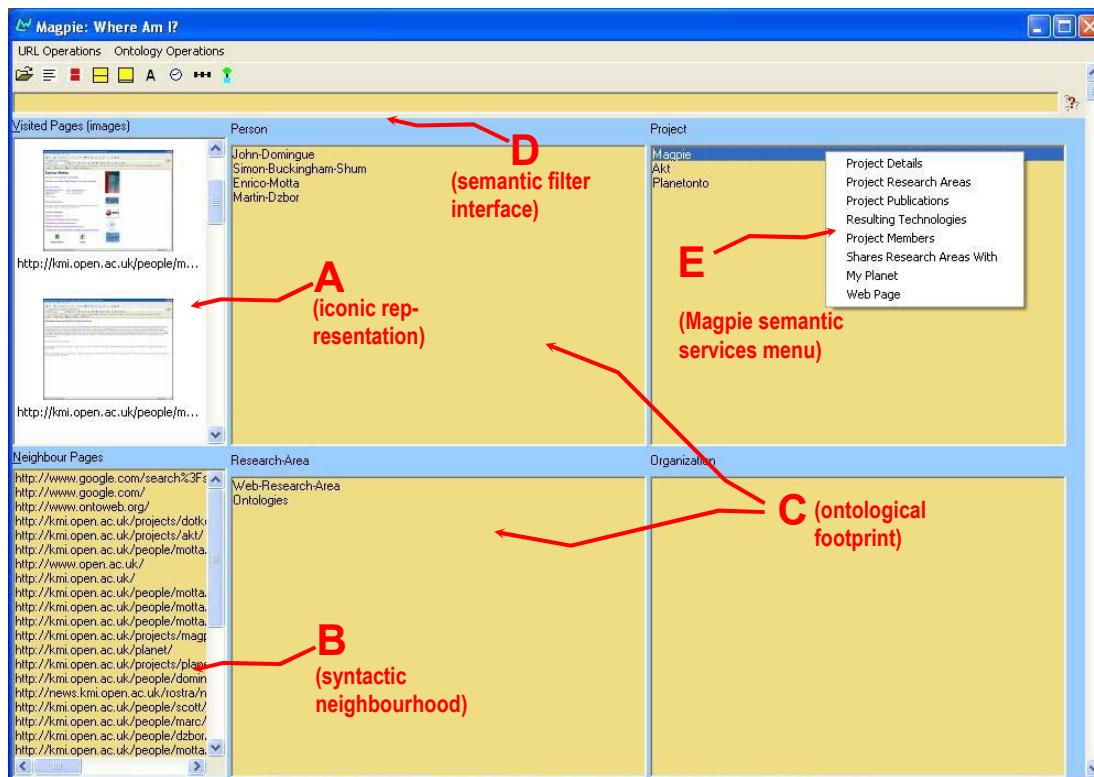 Magpie: Where Am I?
URL Operations Ontology Operations
A
Visited Pages (images)
http://kmi.open.ac.uk/people/m...
http://kmi.open.ac.uk/people/m...
Neighbour Pages
http://www.google.com/search%3Fs
http://www.google.com/
http://www.ontoweb.org/
http://kmi.open.ac.uk/projects/dotk
http://kmi.open.ac.uk/projects/akt/
http://kmi.open.ac.uk/people/motta.
http://www.open.ac.uk/
http://kmi.open.ac.uk/
http://kmi.open.ac.uk/people/motta.
http://kmi.open.ac.uk/people/motta.
http://kmi.open.ac.uk/people/motta.
http://kmi.open.ac.uk/projects/magp
http://kmi.open.ac.uk/planet/
http://kmi.open.ac.uk/projects/plane
http://kmi.open.ac.uk/people/domin
http://news.kmi.open.ac.uk/rostra/n
http://kmi.open.ac.uk/people/scott/
http://kmi.open.ac.uk/people/marc/
http://kmi.open.ac.uk/people/dzbor.
http://kmi.open.ac.uk/people/motta.
Person
John-Domingue
Simon-Buckingham-Shum
Enrico-Motta
Martin-Dzbor
Project
Magpie
Akt
Planetonto
Project Details
Project Research Areas
Project Publications
Resulting Technologies
Project Members
Shares Research Areas With
My Planet
Web Page
Research-Area
Web-Research-Area
Ontologies
Organization
A
(iconic rep-
resentation)
B
(syntactic
neighbourhood)
C (ontological
footprint)
D
(semantic filter
interface)
E
(Magpie semantic
services menu)